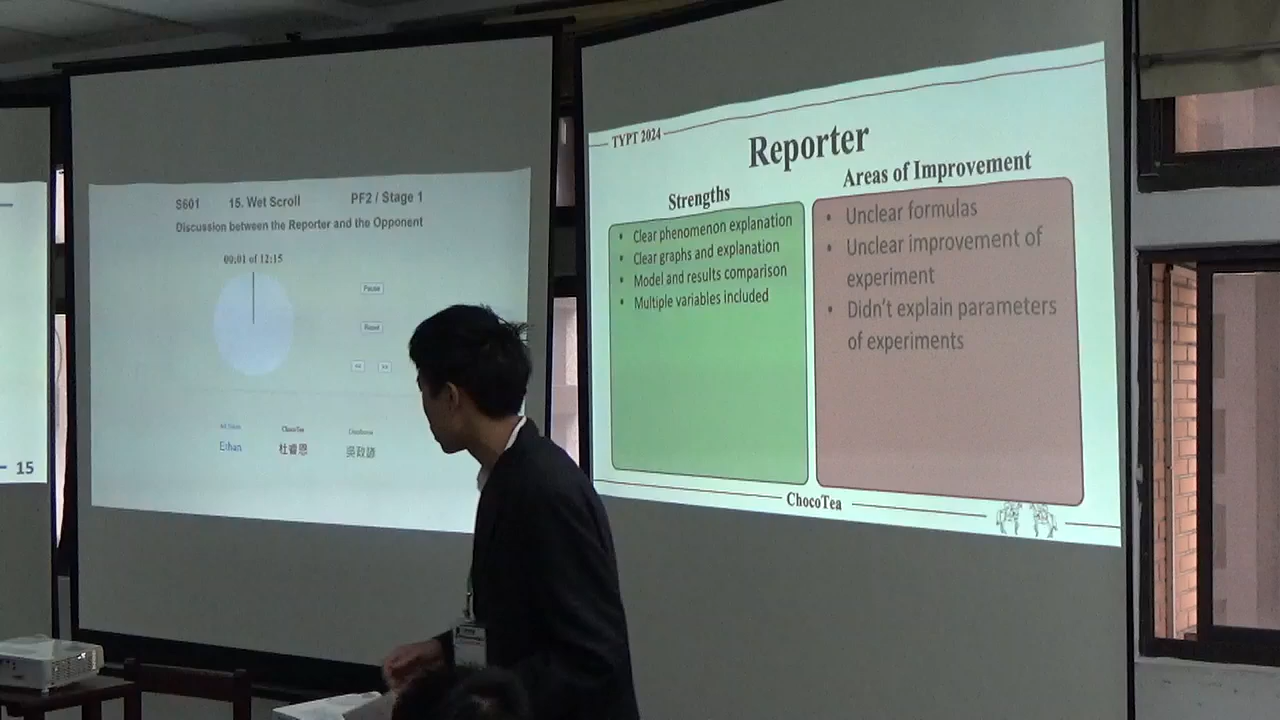 15
S601 15. Wet Scroll PF2 / Stage 1
Discussion between the Reporter and the Opponent
00:01 of 12:15
Pause
Reset
ChocoTea
Ethan 杜睿恩 吳政諺
TYPT 2024
Reporter
Strengths
• Clear phenomenon explanation
• Clear graphs and explanation
• Model and results comparison
• Multiple variables included
Areas of Improvement
• Unclear formulas
• Unclear improvement of
experiment
• Didn't explain parameters
of experiments
ChocoTea